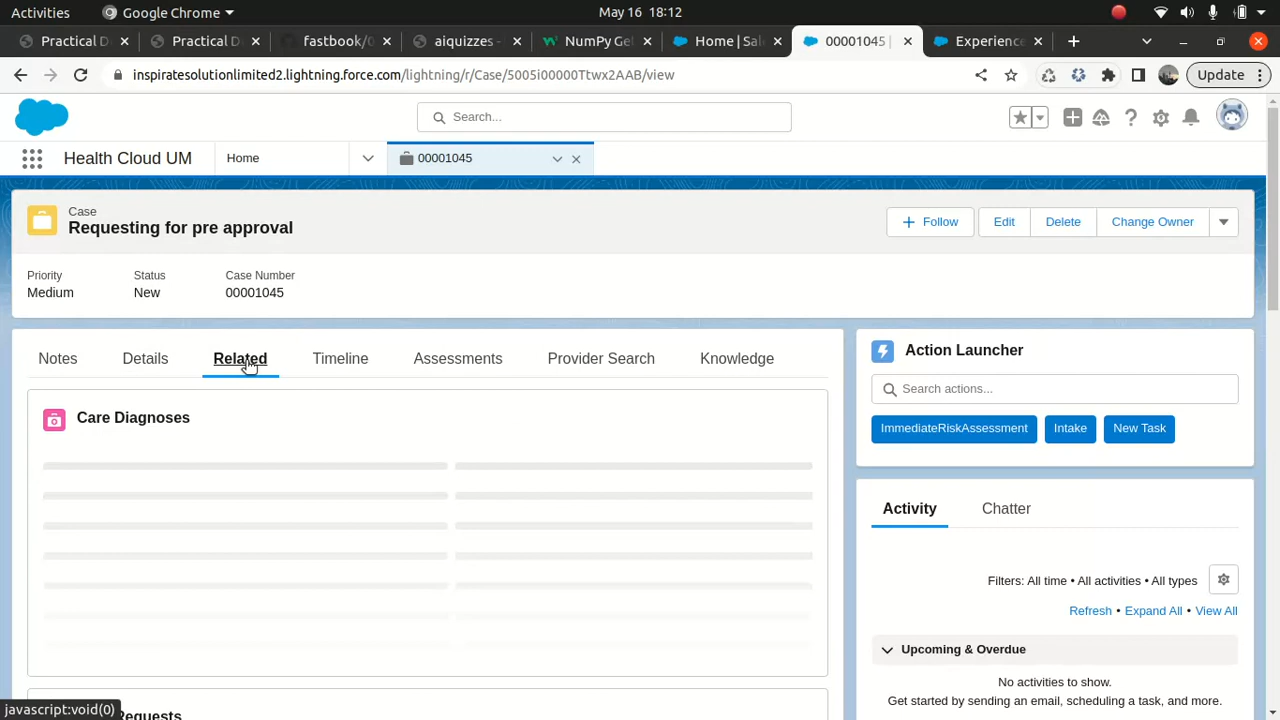 Activities
Google Chrome
May 16 18:12
Practical D
Practical D
fastbook/0
aiquizzes -
NumPy Ge
Home | Sal
00001045 |
Experience
inspiratesolutionlimited2.lightning.force.com/lightning/r/Case/5005i00000Ttwx2AAB/view
Update
Search...
Health Cloud UM
Home
00001045
Case
Requesting for pre approval
Follow
Edit
Delete
Change Owner
Priority
Status
Case Number
Medium
New
00001045
Notes
Details
Related
Timeline
Assessments
Provider Search
Knowledge
Care Diagnoses
Action Launcher
Search actions...
ImmediateRiskAssessment
Intake
New Task
Activity
Chatter
Filters: All time • All activities • All types
Refresh • Expand All • View All
Upcoming & Overdue
No activities to show.
Get started by sending an email, scheduling a task, and more.
javascript:void(0)
Requests